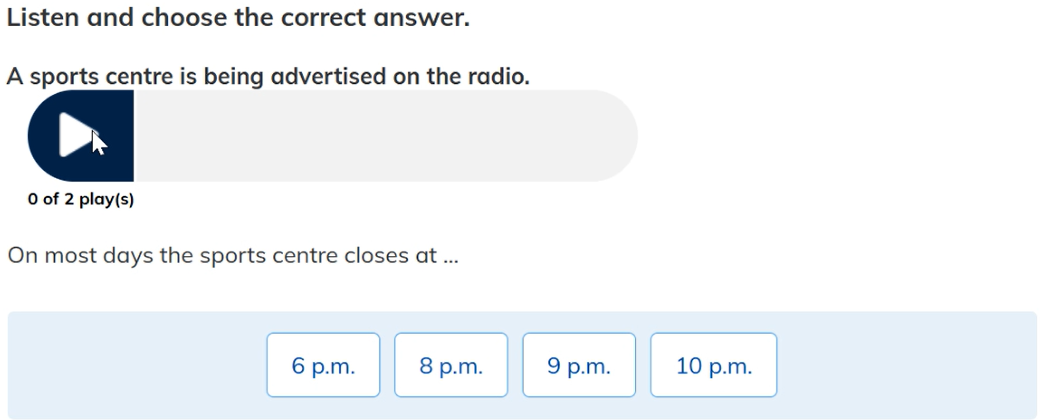 Listen and choose the correct answer.
A sports centre is being advertised on the radio.
0 of 2 play(s)
On most days the sports centre closes at ...
6 p.m. 8 p.m. 9 p.m. 10 p.m.